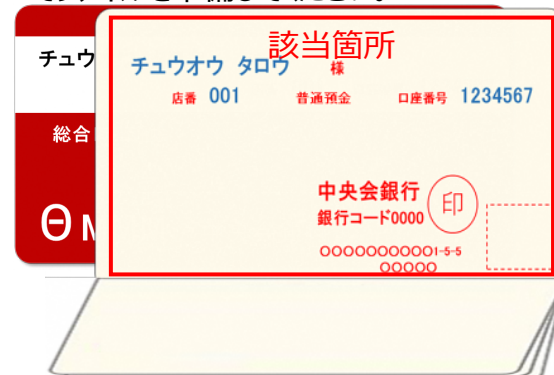 該当箇所
チュウ
チュウオウ タロウ 様
店番 001 普通預金 口座番号 1234567
総合
中央会銀行 印
銀行コード0000
OOOOOOOOOO1-5-5
OOOOO